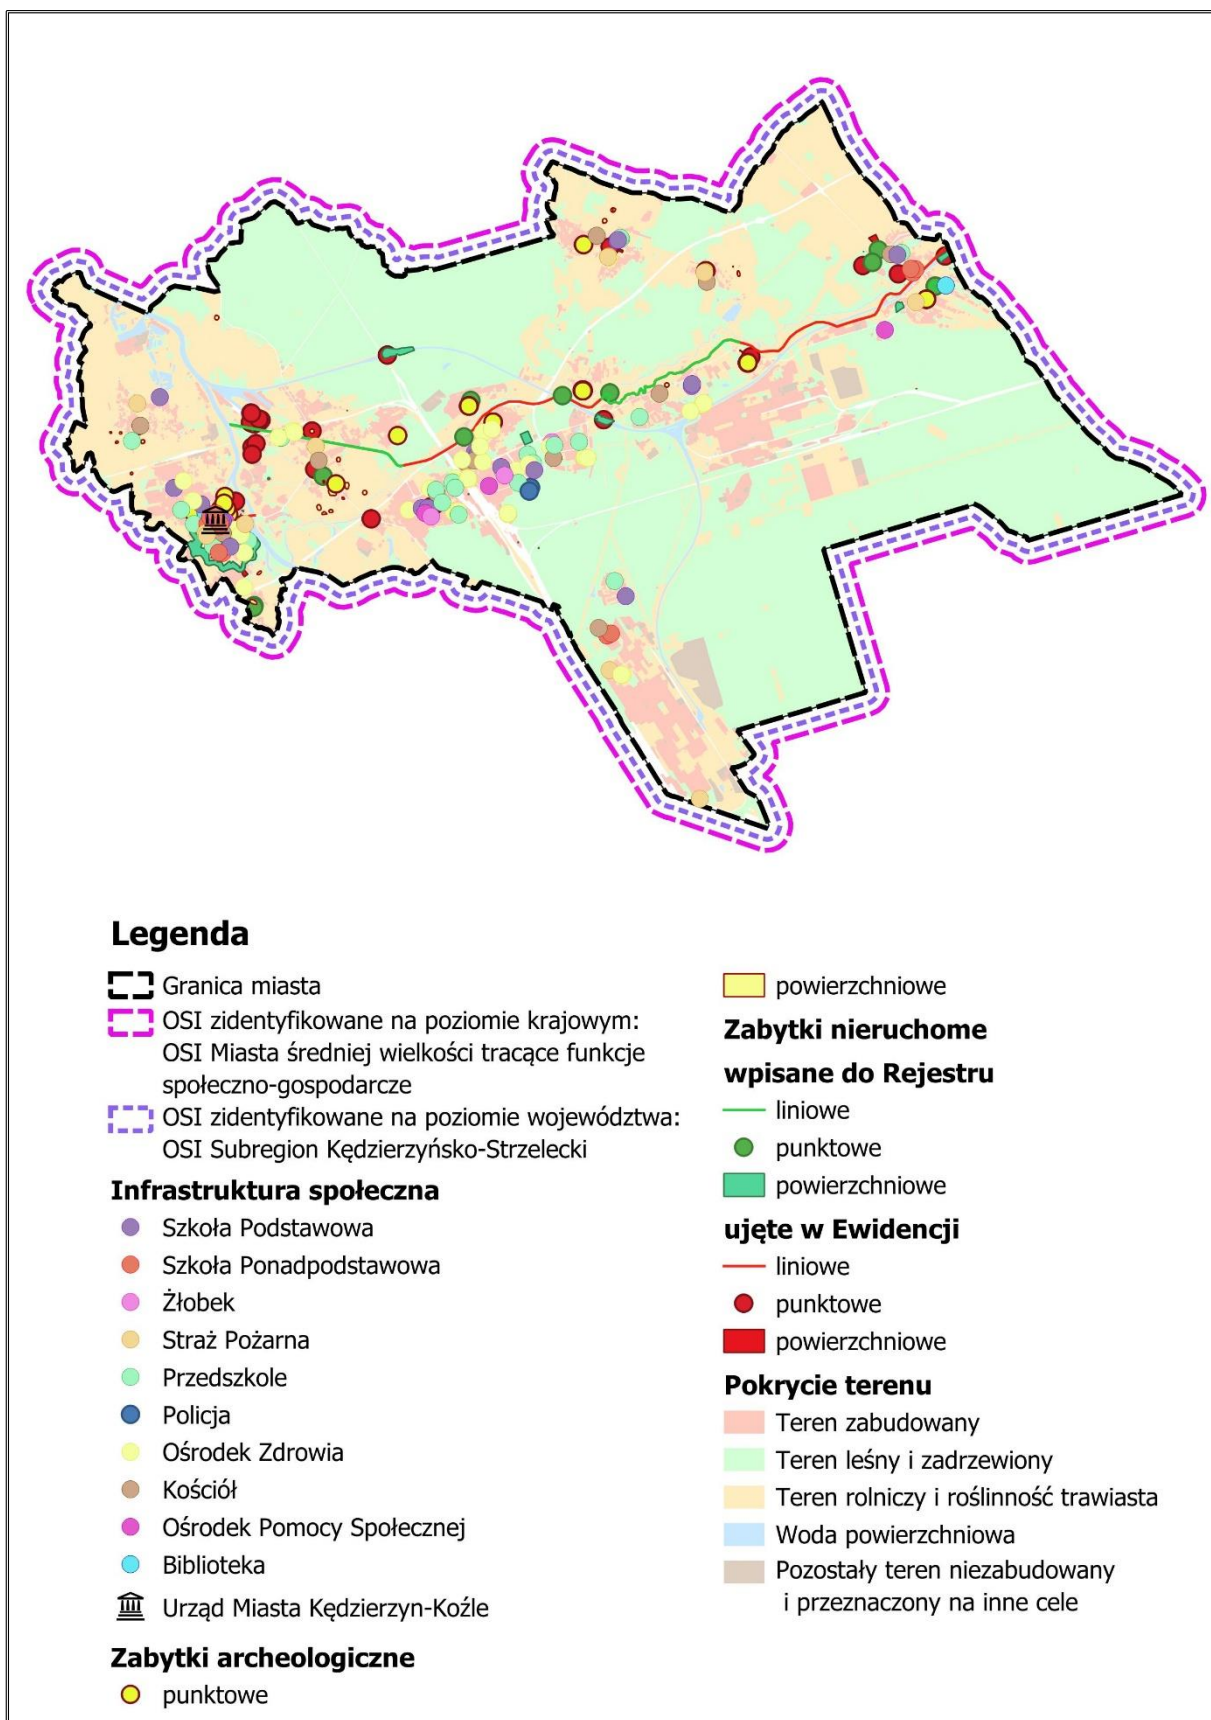 Legenda
Granica miasta
OSI zidentyfikowane na poziomie krajowym:
OSI Miasta średniej wielkości tracące funkcje
społeczno-gospodarcze
OSI zidentyfikowane na poziomie województwa:
OSI Subregion Kędzierzyńsko-Strzelecki
Infrastruktura społeczna
Szkoła Podstawowa
Szkoła Ponadpodstawowa
Żłobek
Straż Pożarna
Przedszkole
Policja
Ośrodek Zdrowia
Kościół
Ośrodek Pomocy Społecznej
Biblioteka
Urząd Miasta Kędzierzyn-Koźle
Zabytki archeologiczne
punktowe
powierzchniowe
Zabytki nieruchome
wpisane do Rejestru
liniowe
punktowe
powierzchniowe
ujęte w Ewidencji
liniowe
punktowe
powierzchniowe
Pokrycie terenu
Teren zabudowany
Teren leśny i zadrzewiony
Teren rolniczy i roślinność trawiasta
Woda powierzchniowa
Pozostały teren niezabudowany
i przeznaczony na inne cele